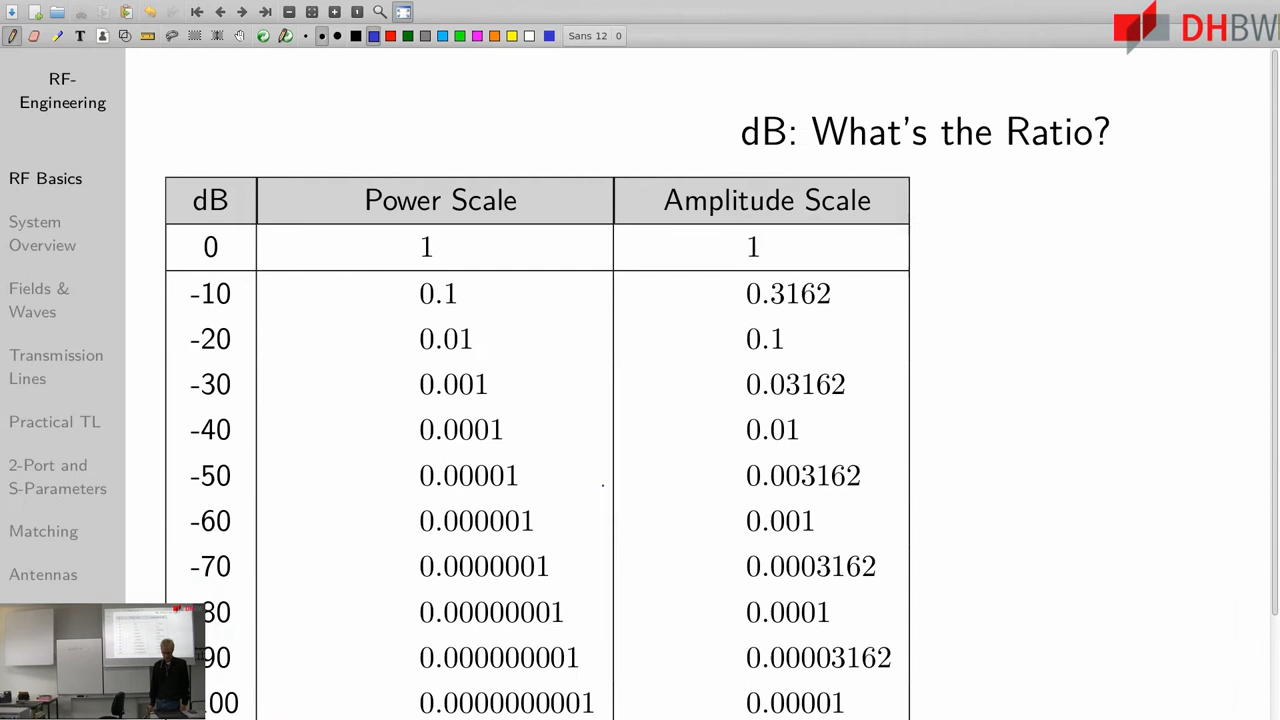 Sans 12 0
DHBW
RF-
Engineering
RF Basics
System
Overview
Fields &
Waves
Transmission
Lines
Practical TL
2-Port and
S-Parameters
Matching
Antennas
dB: What's the Ratio?
dB Power Scale Amplitude Scale
0 1 1
-10 0.1 0.3162
-20 0.01 0.1
-30 0.001 0.03162
-40 0.0001 0.01
-50 0.00001 0.003162
-60 0.000001 0.001
-70 0.0000001 0.0003162
80 0.00000001 0.0001
90 0.000000001 0.00003162
00 0.0000000001 0.00001